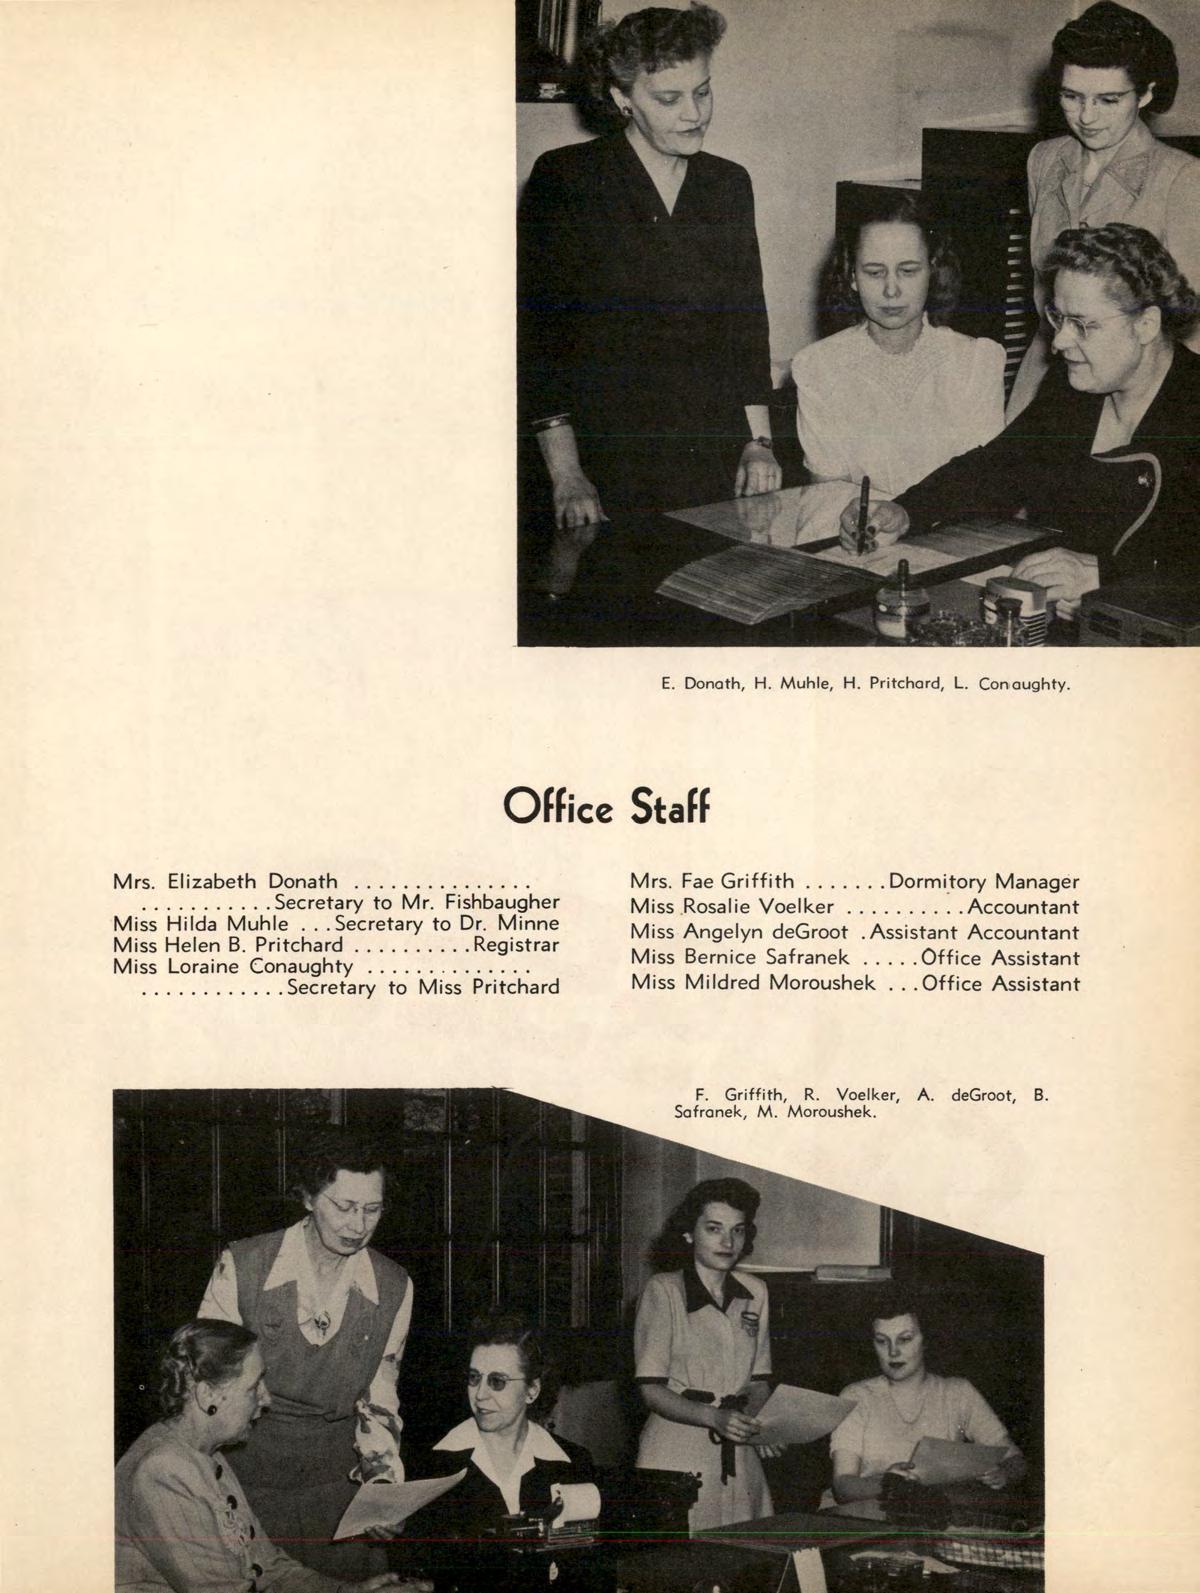 E. Donath, H. Muhle, H. Pritchard, L. Conaughty.
Office Staff
Mrs. Elizabeth Donath ...............
...........Secretary to Mr. Fishbaugher
Miss Hilda Muhle ...Secretary to Dr. Minne
Miss Helen B. Pritchard ..........Registrar
Miss Loraine Conaughty ..............
............Secretary to Miss Pritchard
Mrs. Fae Griffith .......Dormitory Manager
Miss Rosalie Voelker ..........Accountant
Miss Angelyn deGroot .Assistant Accountant
Miss Bernice Safranek .....Office Assistant
Miss Mildred Moroushek ...Office Assistant
F. Griffith, R. Voelker, A. deGroot, B.
Safranek, M. Moroushek.